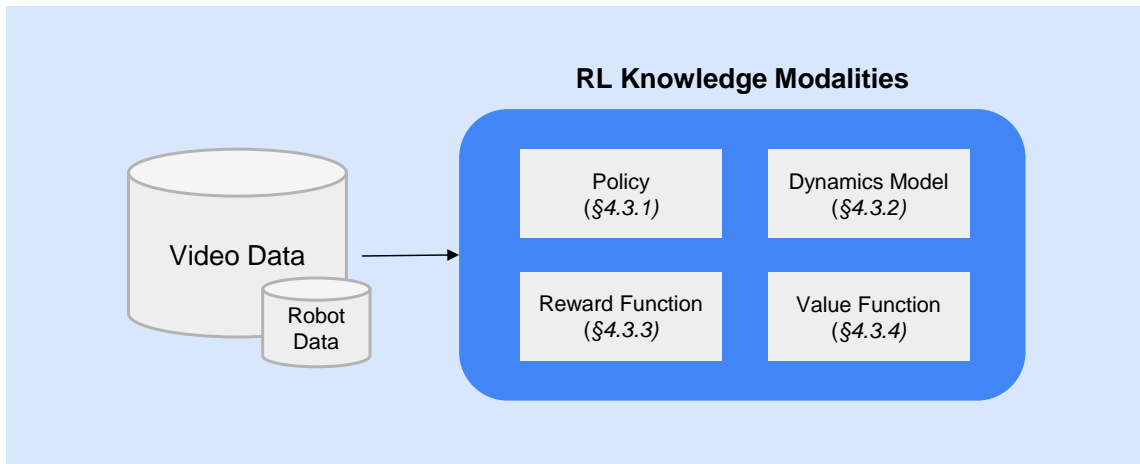 RL Knowledge Modalities
Video Data
Robot
Data
Policy
(§4.3.1)
Dynamics Model
(§4.3.2)
Reward Function
(§4.3.3)
Value Function
(§4.3.4)